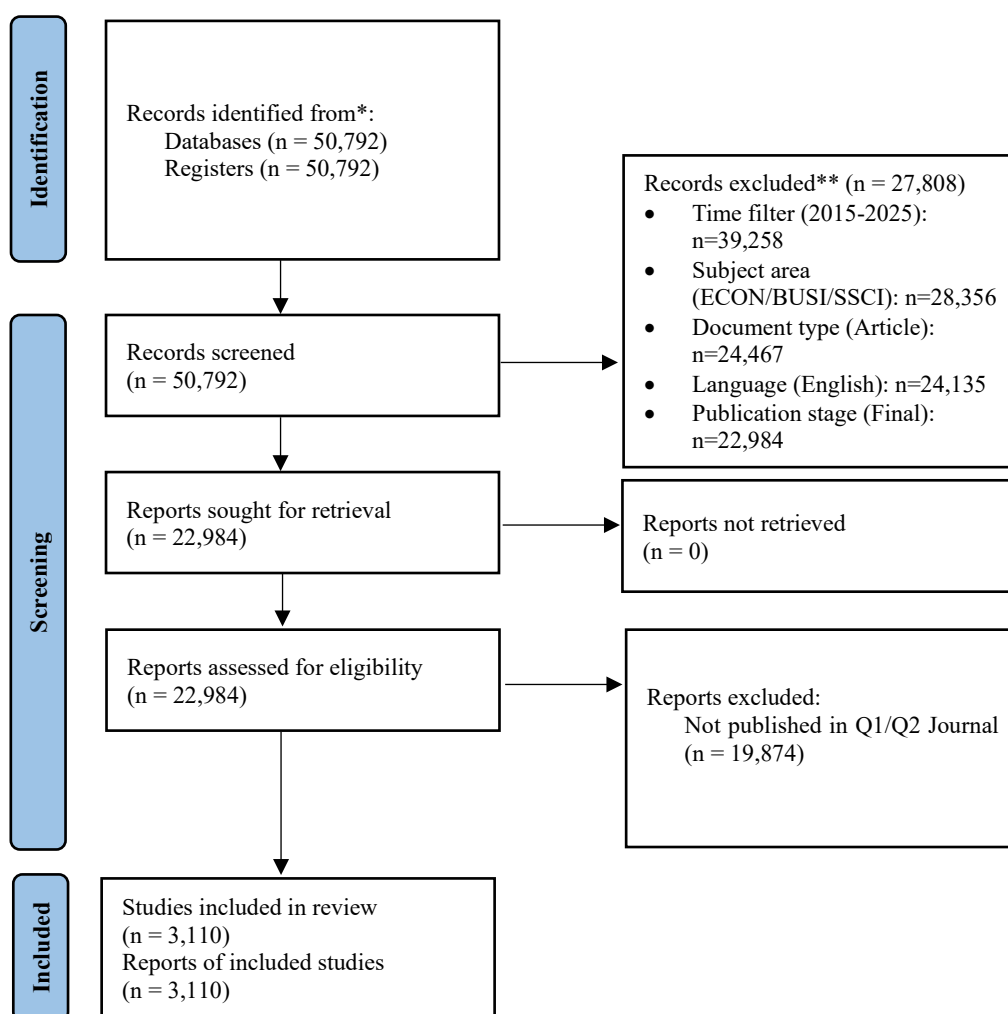 Identification
Records identified from*:
Databases (n = 50,792)
Registers (n = 50,792)
Records excluded** (n = 27,808)
• Time filter (2015-2025):
n=39,258
• Subject area
(ECON/BUSI/SSCI): n=28,356
• Document type (Article):
n=24,467
• Language (English): n=24,135
• Publication stage (Final):
n=22,984
Screening
Records screened
(n = 50,792)
Reports sought for retrieval
(n = 22,984)
Reports not retrieved
(n = 0)
Reports assessed for eligibility
(n = 22,984)
Reports excluded:
Not published in Q1/Q2 Journal
(n = 19,874)
Included
Studies included in review
(n = 3,110)
Reports of included studies
(n = 3,110)